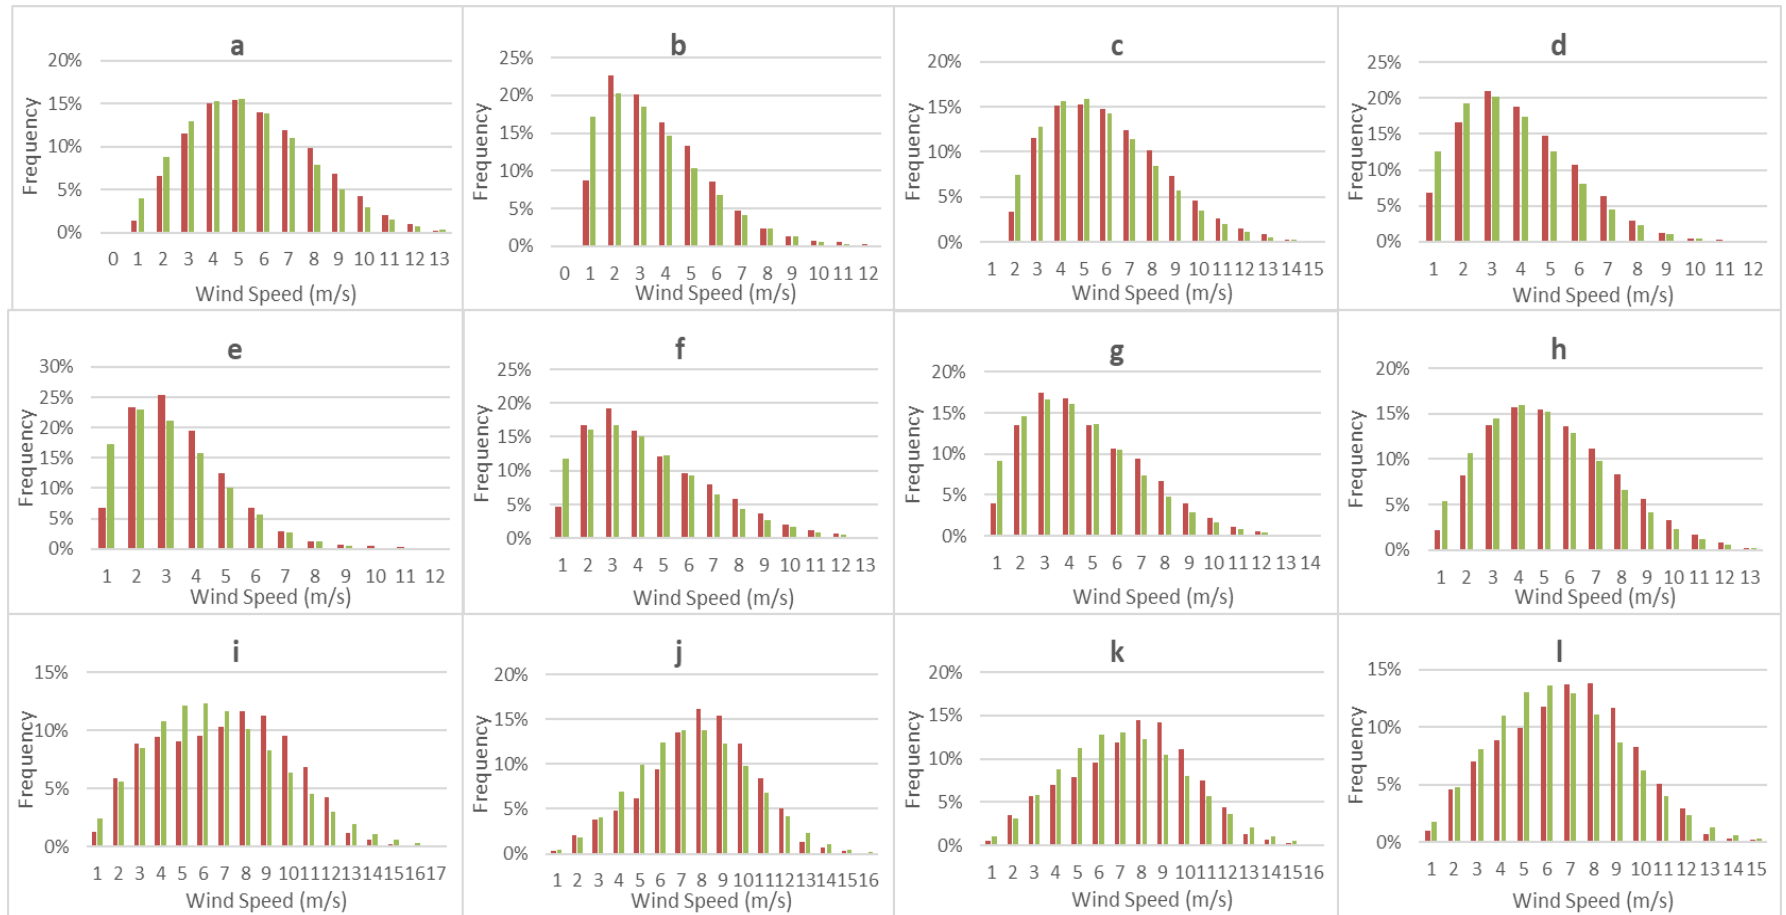 a
20%
15%
10%
5%
0%
Frequency
0 1 2 3 4 5 6 7 8 9 10 11 12 13
Wind Speed (m/s)
b
25%
20%
15%
10%
5%
0%
Frequency
0 1 2 3 4 5 6 7 8 9 10 11 12
Wind Speed (m/s)
c
20%
15%
10%
5%
0%
Frequency
1 2 3 4 5 6 7 8 9 10 11 12 13 14 15
Wind Speed (m/s)
d
25%
20%
15%
10%
5%
0%
Frequency
1 2 3 4 5 6 7 8 9 10 11 12
Wind Speed (m/s)
e
30%
25%
20%
15%
10%
5%
0%
Frequency
1 2 3 4 5 6 7 8 9 10 11 12
Wind Speed (m/s)
f
25%
20%
15%
10%
5%
0%
Frequency
1 2 3 4 5 6 7 8 9 10 11 12 13
Wind Speed (m/s)
g
20%
15%
10%
5%
0%
Frequency
1 2 3 4 5 6 7 8 9 10 11 12 13 14
Wind Speed (m/s)
h
20%
15%
10%
5%
0%
Frequency
1 2 3 4 5 6 7 8 9 10 11 12 13
Wind Speed (m/s)
i
15%
10%
5%
0%
Frequency
1 2 3 4 5 6 7 8 9 10 11 12 13 14 15 16 17
Wind Speed (m/s)
j
20%
15%
10%
5%
0%
Frequency
1 2 3 4 5 6 7 8 9 10 11 12 13 14 15 16
Wind Speed (m/s)
k
20%
15%
10%
5%
0%
Frequency
1 2 3 4 5 6 7 8 9 10 11 12 13 14 15 16
Wind Speed (m/s)
l
15%
10%
5%
0%
Frequency
1 2 3 4 5 6 7 8 9 10 11 12 13 14 15
Wind Speed (m/s)